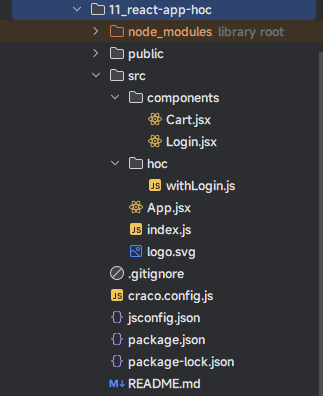 11_react-app-hoc
node_modules library root
public
src
components
Cart.jsx
Login.jsx
hoc
JS withLogin.js
App.jsx
JS index.js
logo.svg
.gitignore
JS craco.config.js
{} jsconfig.json
{} package.json
{} package-lock.json
M↓ README.md